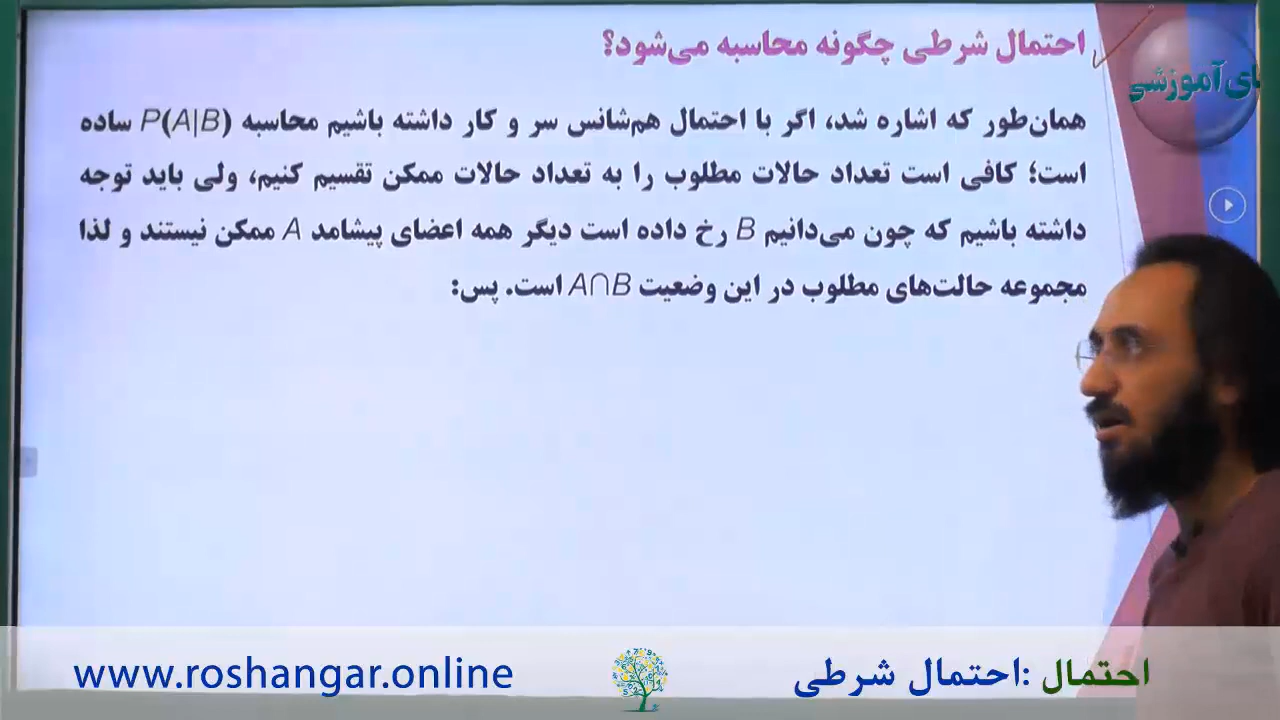 احتمال شرطی چگونه محاسبه می‌شود؟
ای آموزشی
همان‌طور که اشاره شد، اگر با احتمال هم‌شانس سر و کار داشته باشیم محاسبه P(A|B) ساده
است؛ کافی است تعداد حالات مطلوب را به تعداد حالات ممکن تقسیم کنیم، ولی باید توجه
داشته باشیم که چون می‌دانیم B رخ داده است دیگر همه اعضای پیشامد A ممکن نیستند و لذا
مجموعه حالت‌های مطلوب در این وضعیت A∩B است. پس:
احتمال :احتمال شرطی
www.roshangar.online